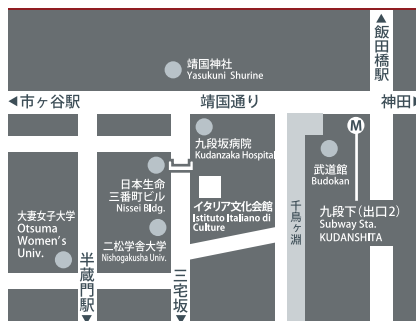 靖国神社
Yasukuni Shurine
▲飯田橋駅
◀市ヶ谷駅
靖国通り
神田▶
M
九段坂病院
Kudanzaka Hospital
武道館
Budokan
日本生命
三番町ビル
Nissei Bldg.
イタリア文化会館
Istituto Italiano di
Culture
千鳥ヶ淵
九段下(出口2)
Subway Sta.
KUDANSHITA
大妻女子大学
Otsuma
Women's
Univ.
二松学舎大学
Nishogakusha Univ.
半蔵門駅▼
三宅坂▼